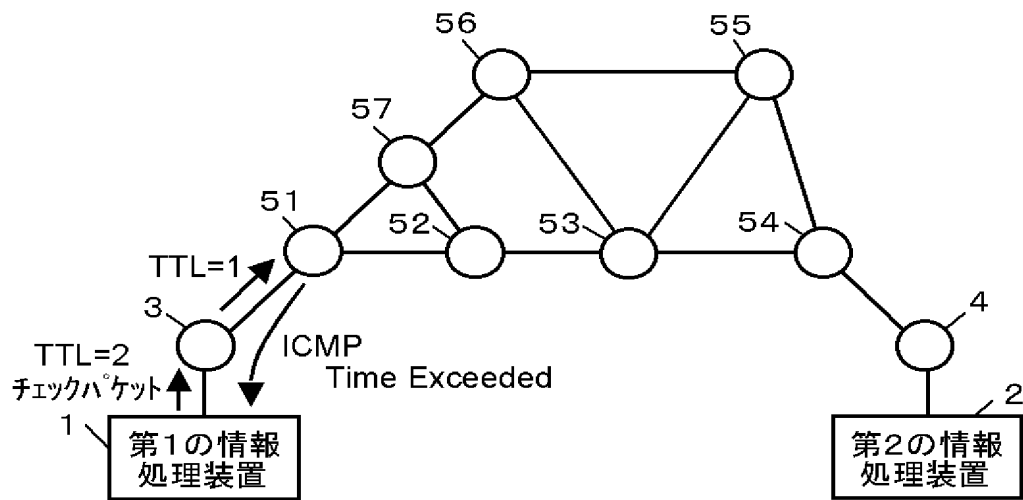 56
55
57
51
52
53
54
TTL=1
3
4
ICMP
Time Exceeded
TTL=2
チェックパケット
1
第1の情報
処理装置
2
第2の情報
処理装置